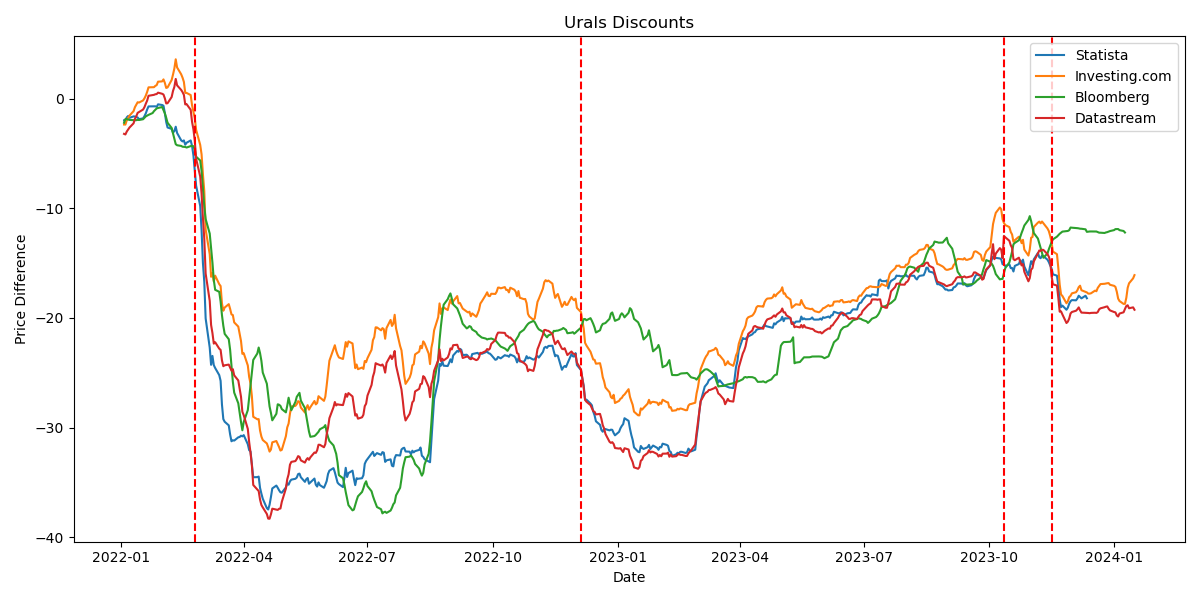 Urals Discounts
Price Difference
0
−10
−20
−30
−40
2022-01
2022-04
2022-07
2022-10
2023-01
2023-04
2023-07
2023-10
2024-01
Date
Statista
Investing.com
Bloomberg
Datastream